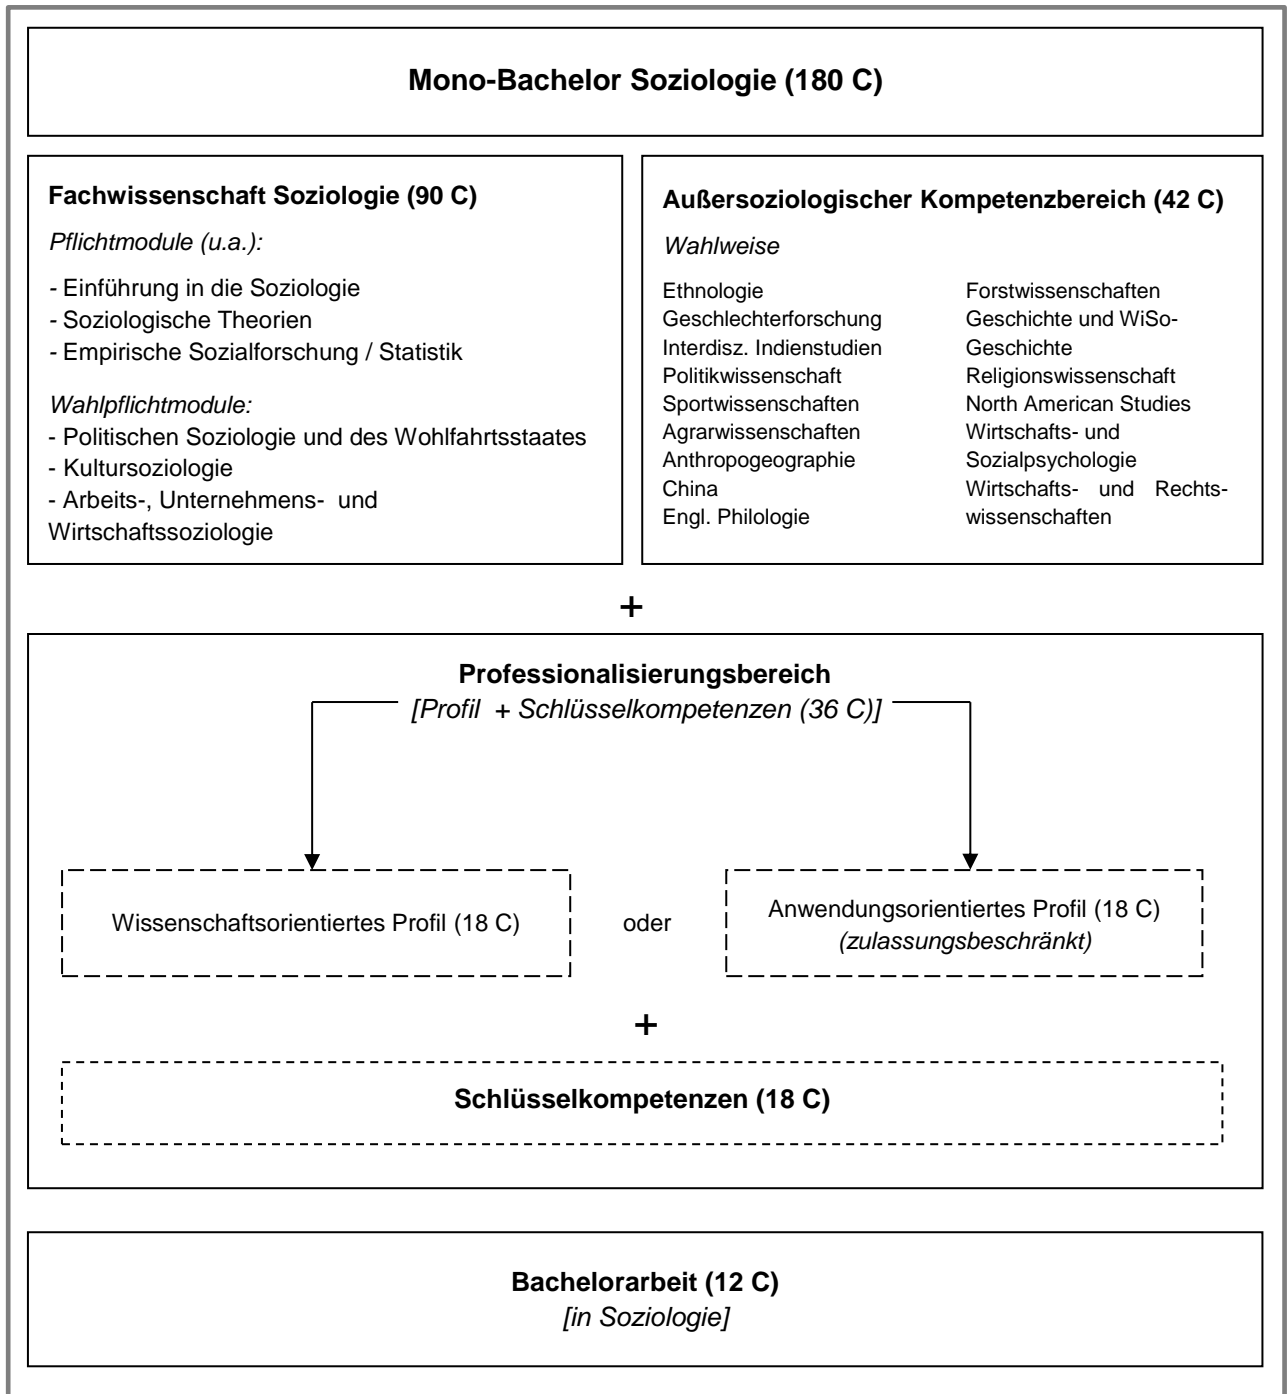 Mono-Bachelor Soziologie (180 C)
Fachwissenschaft Soziologie (90 C)
Pflichtmodule (u.a.):
- Einführung in die Soziologie
- Soziologische Theorien
- Empirische Sozialforschung / Statistik
Wahlpflichtmodule:
- Politischen Soziologie und des Wohlfahrtsstaates
- Kultursoziologie
- Arbeits-, Unternehmens- und
Wirtschaftssoziologie
Außersoziologischer Kompetenzbereich (42 C)
Wahlweise
Ethnologie
Geschlechterforschung
Interdisz. Indienstudien
Politikwissenschaft
Sportwissenschaften
Agrarwissenschaften
Anthropogeographie
China
Engl. Philologie
Forstwissenschaften
Geschichte und WiSo-
Geschichte
Religionswissenschaft
North American Studies
Wirtschafts- und
Sozialpsychologie
Wirtschafts- und Rechts-
wissenschaften
+
Professionalisierungsbereich
[Profil + Schlüsselkompetenzen (36 C)]
Wissenschaftsorientiertes Profil (18 C)
oder
Anwendungsorientiertes Profil (18 C)
(zulassungsbeschränkt)
+
Schlüsselkompetenzen (18 C)
Bachelorarbeit (12 C)
[in Soziologie]